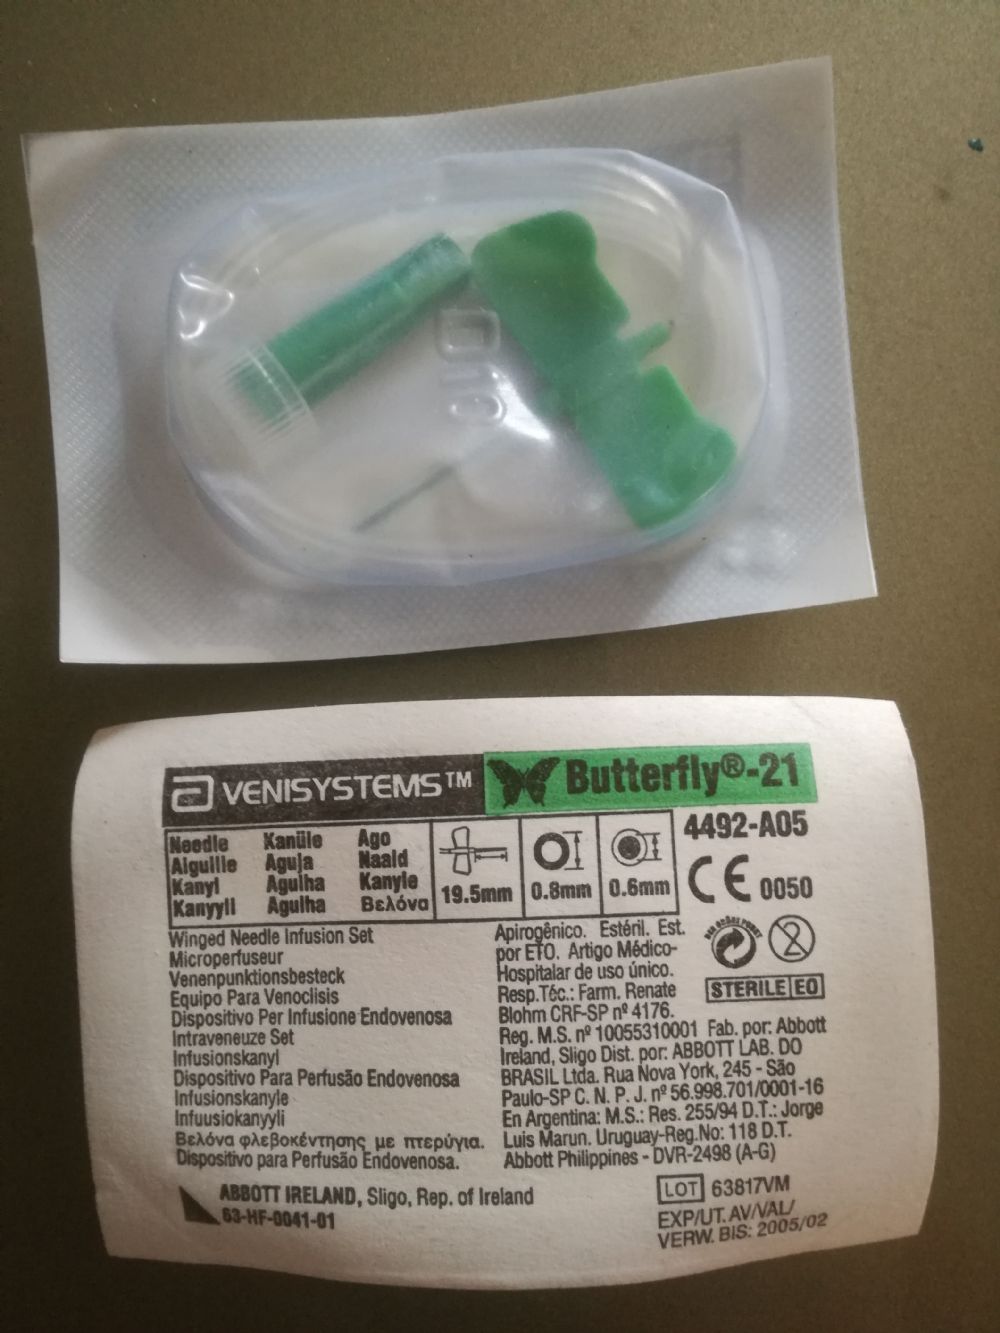 VENISYSTEMS™ Butterfly®-21
4492-A05
Needle Kanüle Ago
Aiguille Aguja Naald
Kanyl Agulha Kanyle
Kanyyli Agulha Βελόνα
19.5mm 0.8mm 0.6mm
CE 0050
Winged Needle Infusion Set
Microperfuseur
Venenpunktionsbesteck
Equipo Para Venoclisis
Dispositivo Per Infusione Endovenosa
Intraveneuze Set
Infusionskanyl
Dispositivo Para Perfusão Endovenosa
Infusionskanyle
Infuusiokanyyli
Βελόνα φλεβοκέντησης με πτερύγια.
Dispositivo para Perfusão Endovenosa.
Apirogênico. Estéril. Est.
por ETO. Artigo Médico-
Hospitalar de uso único.
Resp.Téc.: Farm. Renate
Blohm CRF-SP nº 4176.
Reg. M.S. nº 10055310001 Fab. por: Abbott
Ireland, Sligo Dist. por: ABBOTT LAB. DO
BRASIL Ltda. Rua Nova York, 245 - São
Paulo-SP C. N. P. J. nº 56.998.701/0001-16
En Argentina: M.S.: Res. 255/94 D.T.: Jorge
Luis Marun. Uruguay-Reg.No: 118 D.T.
Abbott Philippines - DVR-2498 (A-G)
DER GRÜNE PUNKT
2
STERILE EO
ABBOTT IRELAND, Sligo, Rep. of Ireland
63-HF-0041-01
LOT 63817VM
EXP/UT. AV/VAL/
VERW. BIS: 2005/02